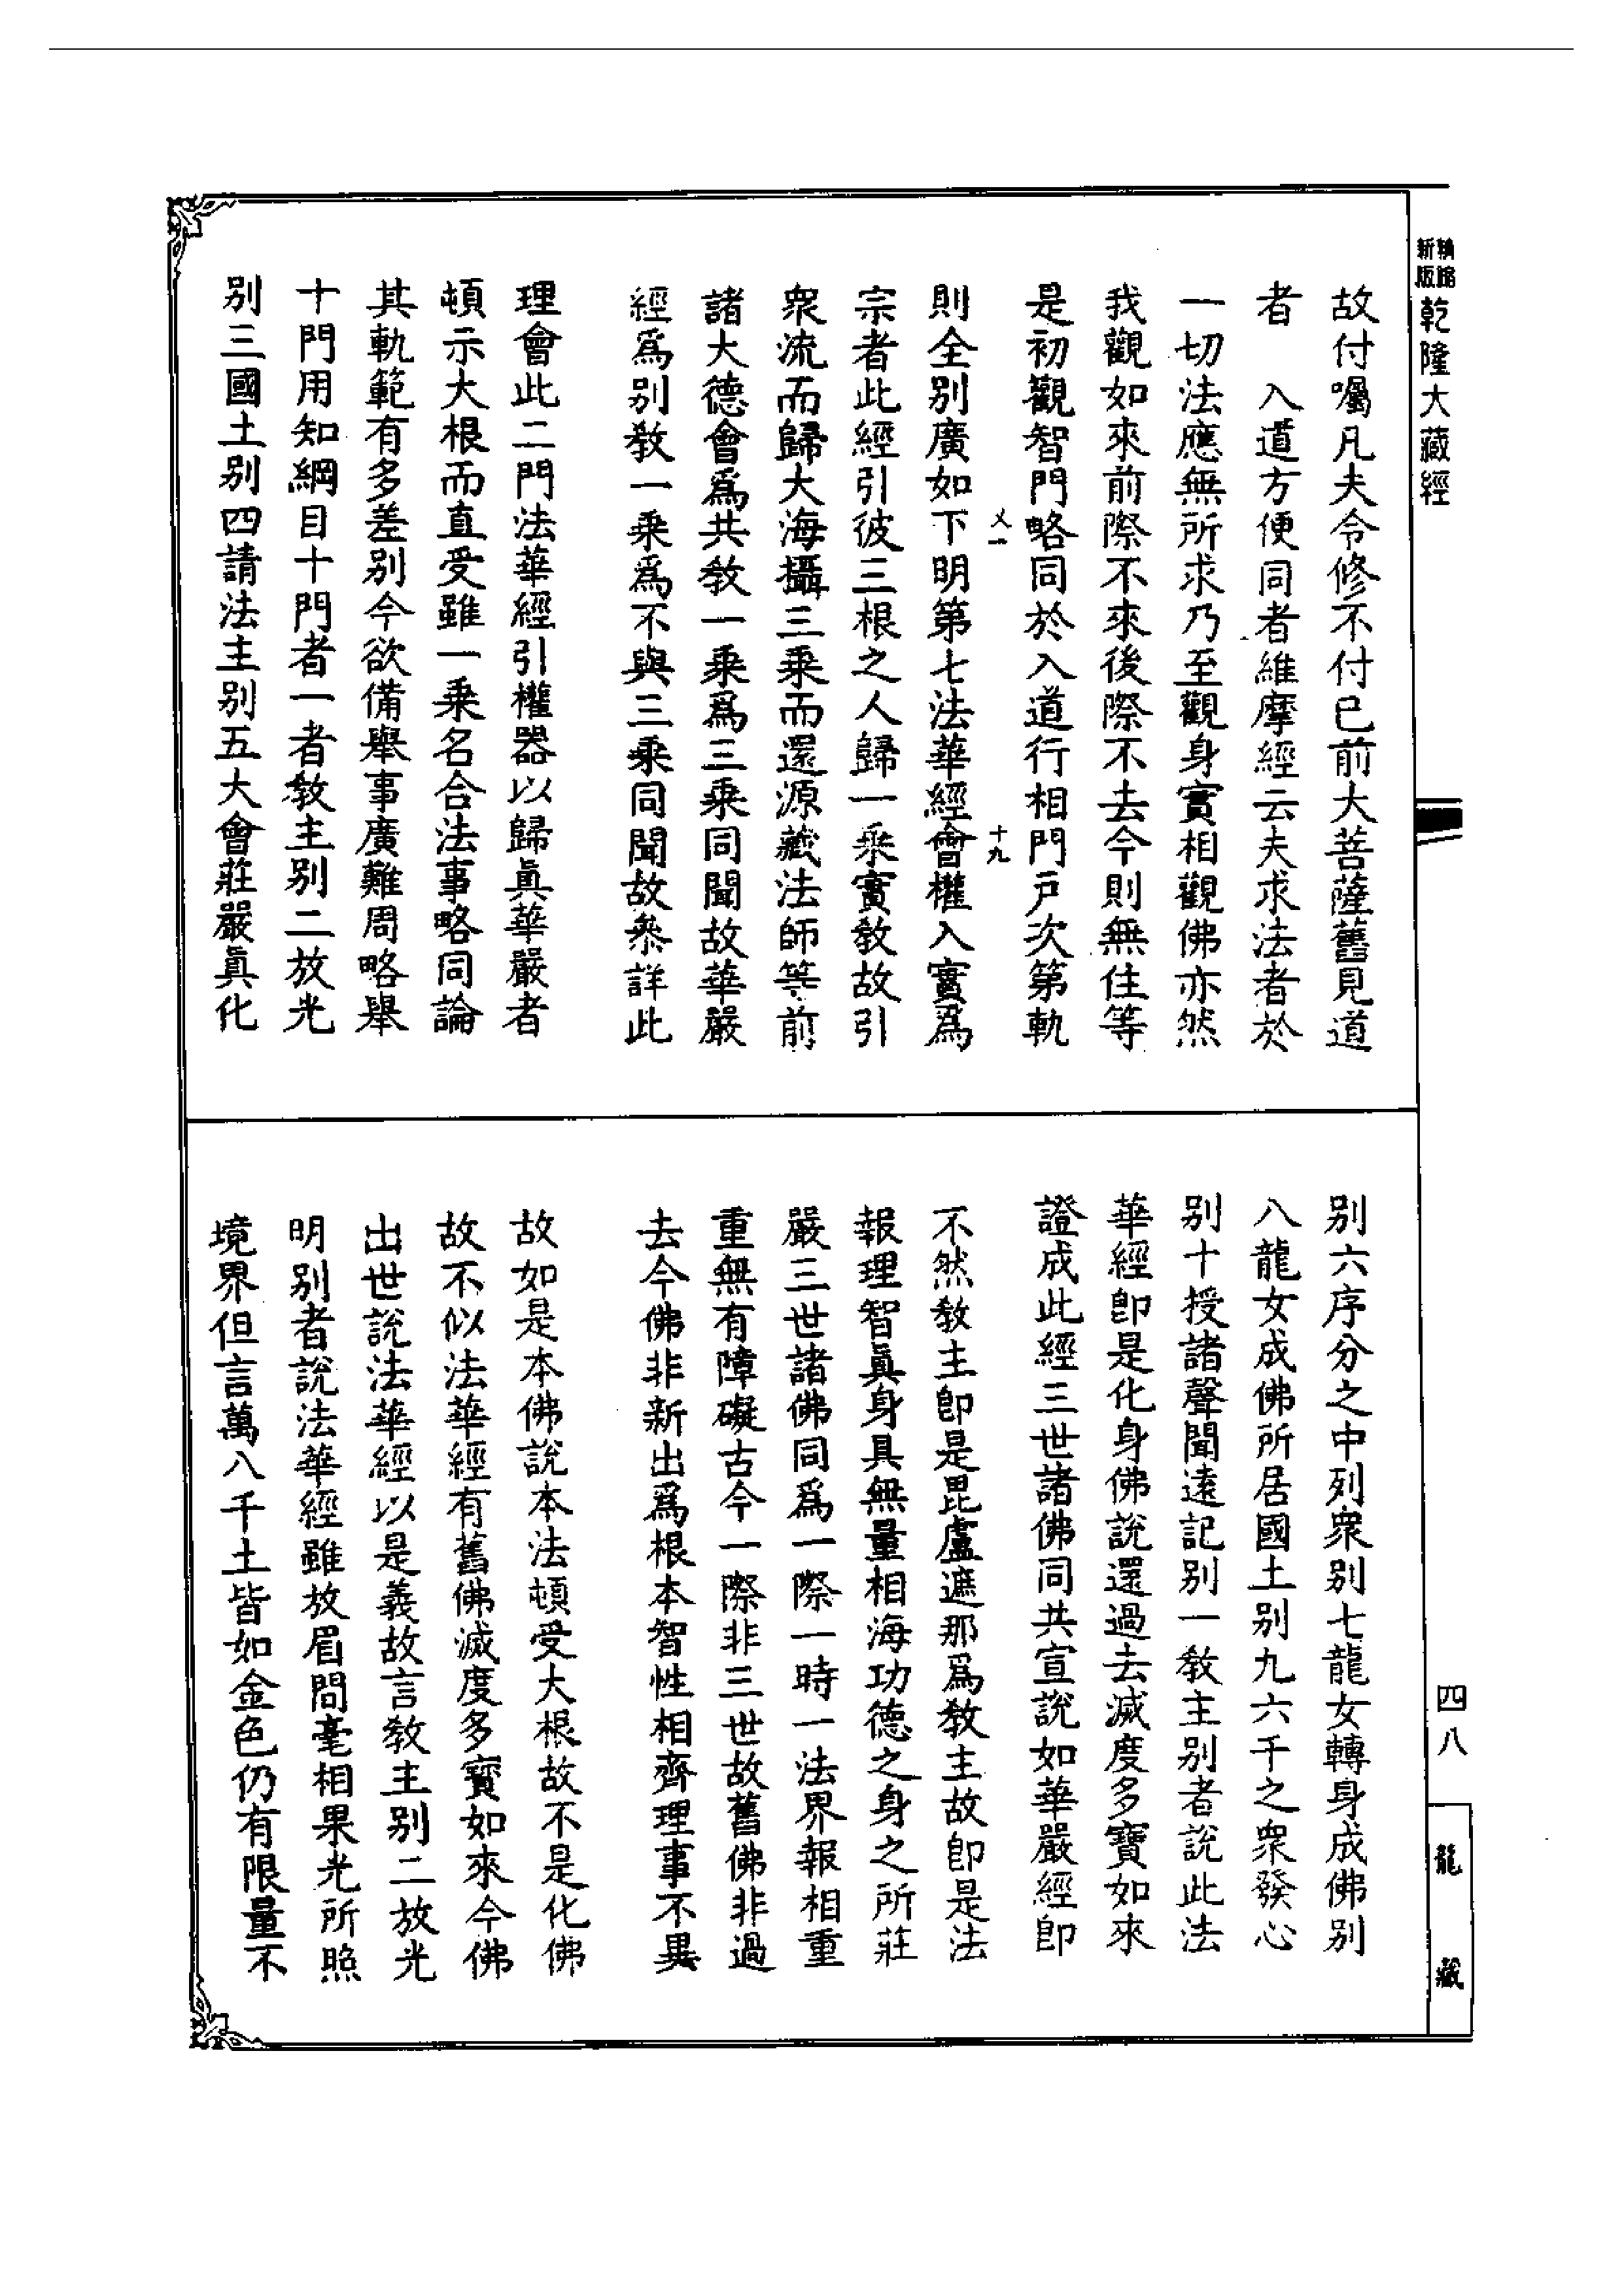 新版
精縮
乾隆大藏經
故付囑凡夫令修不付已前大菩薩舊見道
者　入道方便同者維摩經云夫求法者於
一切法應無所求乃至觀身實相觀佛亦然
我觀如來前際不來後際不去今則無住等
是初觀智門略同於入道行相門戶次第軌
十九
則全別廣如下明第七法華經會權入實為
宗者此經引彼三根之人歸一乘實教故引
眾流而歸大海攝三乘而還源藏法師等前
諸大德會為共教一乘為三乘同聞故華嚴
經為別教一乘為不與三乘同聞故叅詳此
理會此二門法華經引權器以歸眞華嚴者
頓示大根而直受雖一乘名合法事略同論
其軌範有多差別今欲備舉事廣難周略舉
十門用知綱目十門者一者教主別二放光
別三國土別四請法主別五大會莊嚴眞化
別六序分之中列眾別七龍女轉身成佛別
八龍女成佛所居國土別九六千之眾發心
別十授諸聲聞遠記別一教主別者說此法
華經卽是化身佛說還過去滅度多寶如來
證成此經三世諸佛同共宣說如華嚴經卽
不然教主卽是毘盧遮那為教主故卽是法
報理智眞身具無量相海功德之身之所莊
嚴三世諸佛同為一際一時一法界報相重
重無有障礙古今一際非三世故舊佛非過
去今佛非新出為根本智性相齊理事不異
故如是本佛說本法頓受大根故不是化佛
故不似法華經有舊佛滅度多寶如來今佛
出世說法華經以是義故言教主別二放光
明別者說法華經雖放眉間毫相果光所照
境界但言萬八千土皆如金色仍有限量不
四八
龍藏